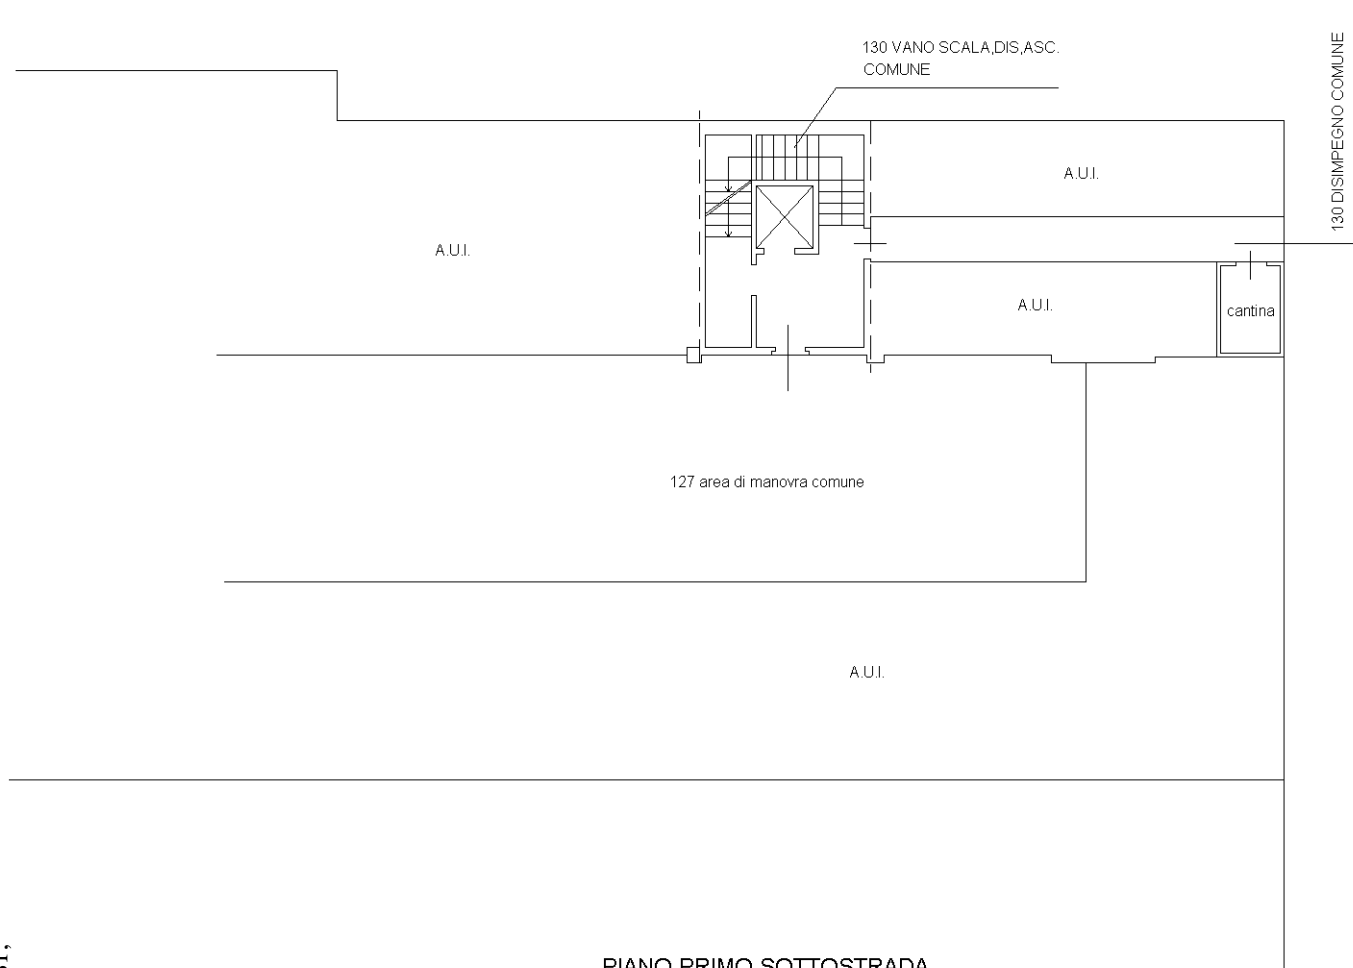 130 VANO SCALA,DIS,ASC.
COMUNE
130 DISIMPEGNO COMUNE
A.U.I.
A.U.I.
A.U.I.
cantina
127 area di manovra comune
A.U.I.
PIANO PRIMO SOTTOSTRADA